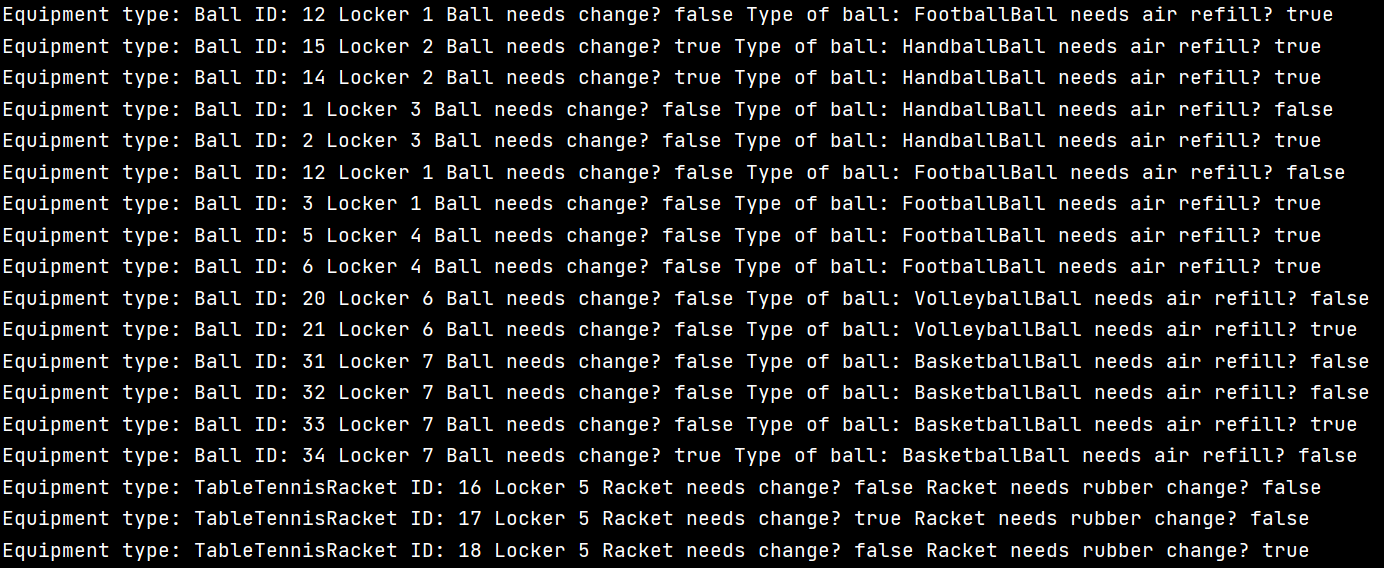 Equipment type: Ball ID: 12 Locker 1 Ball needs change? false Type of ball: FootballBall needs air refill? true
Equipment type: Ball ID: 15 Locker 2 Ball needs change? true Type of ball: HandballBall needs air refill? true
Equipment type: Ball ID: 14 Locker 2 Ball needs change? true Type of ball: HandballBall needs air refill? true
Equipment type: Ball ID: 1 Locker 3 Ball needs change? false Type of ball: HandballBall needs air refill? false
Equipment type: Ball ID: 2 Locker 3 Ball needs change? false Type of ball: HandballBall needs air refill? true
Equipment type: Ball ID: 12 Locker 1 Ball needs change? false Type of ball: FootballBall needs air refill? false
Equipment type: Ball ID: 3 Locker 1 Ball needs change? false Type of ball: FootballBall needs air refill? true
Equipment type: Ball ID: 5 Locker 4 Ball needs change? false Type of ball: FootballBall needs air refill? true
Equipment type: Ball ID: 6 Locker 4 Ball needs change? false Type of ball: FootballBall needs air refill? true
Equipment type: Ball ID: 20 Locker 6 Ball needs change? false Type of ball: VolleyballBall needs air refill? false
Equipment type: Ball ID: 21 Locker 6 Ball needs change? false Type of ball: VolleyballBall needs air refill? true
Equipment type: Ball ID: 31 Locker 7 Ball needs change? false Type of ball: BasketballBall needs air refill? false
Equipment type: Ball ID: 32 Locker 7 Ball needs change? false Type of ball: BasketballBall needs air refill? false
Equipment type: Ball ID: 33 Locker 7 Ball needs change? false Type of ball: BasketballBall needs air refill? true
Equipment type: Ball ID: 34 Locker 7 Ball needs change? true Type of ball: BasketballBall needs air refill? false
Equipment type: TableTennisRacket ID: 16 Locker 5 Racket needs change? false Racket needs rubber change? false
Equipment type: TableTennisRacket ID: 17 Locker 5 Racket needs change? true Racket needs rubber change? false
Equipment type: TableTennisRacket ID: 18 Locker 5 Racket needs change? false Racket needs rubber change? true